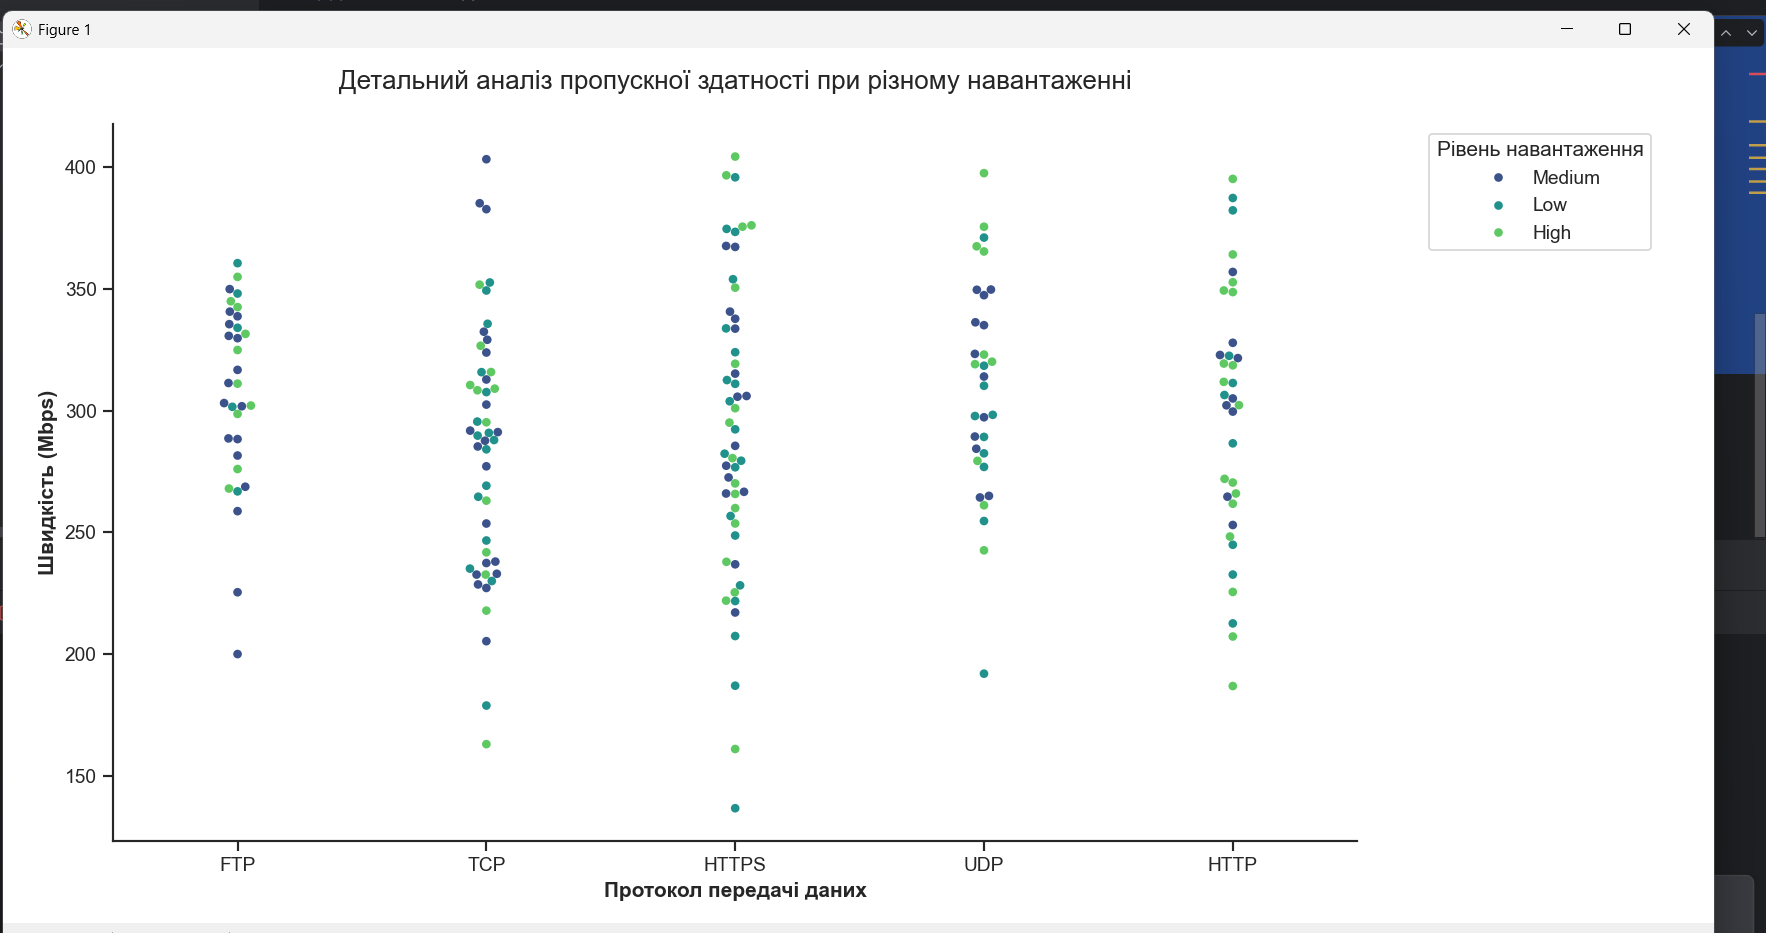 Figure 1
Детальний аналіз пропускної здатності при різному навантаженні
Рівень навантаження
Medium
Low
High
Швидкість (Mbps)
400
350
300
250
200
150
FTP
TCP
HTTPS
UDP
HTTP
Протокол передачі даних